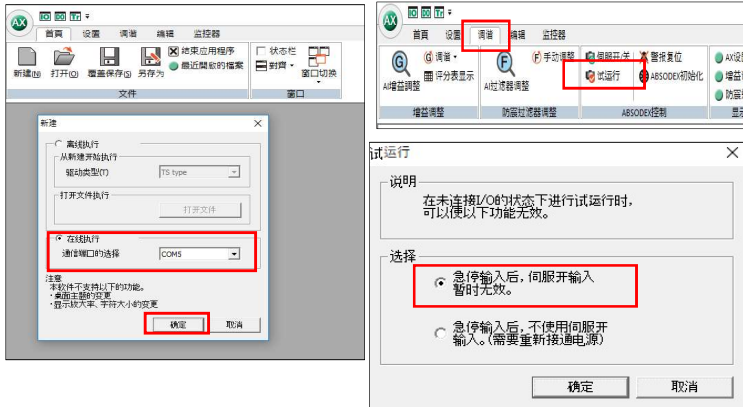 AX
IO DO Tr
首頁 设置 调谐 编辑 监控器
新建(N) 打开(O) 覆盖保存(S) 另存为
结束应用程序
最近開啟的檔案
状态栏
對齊
窗口切换
文件
窗口
新建
离线执行
从新建开始执行
驱动类型(T) TS type
打开文件执行
打开文件
在线执行
通信端口的选择 COM5
注意
本软件不支持以下的功能。
・桌面主题的变更
・显示放大率、字符大小的变更
确定 取消
AX
IO DO Tr
首頁 设置 调谐 编辑 监控器
AI增益調整
调谐
评分表显示
AI过滤器调整
手动调整
伺服开/关
试运行
警报复位
ABSODEX初始化
增益调整
防震过滤器调整
ABSODEX控制
试运行
说明
在未连接I/O的状态下进行试运行时,
可以使以下功能无效。
选择
急停输入后, 伺服开输入
暂时无效。
急停输入后, 不使用伺服开
输入。(需要重新接通电源)
确定 取消